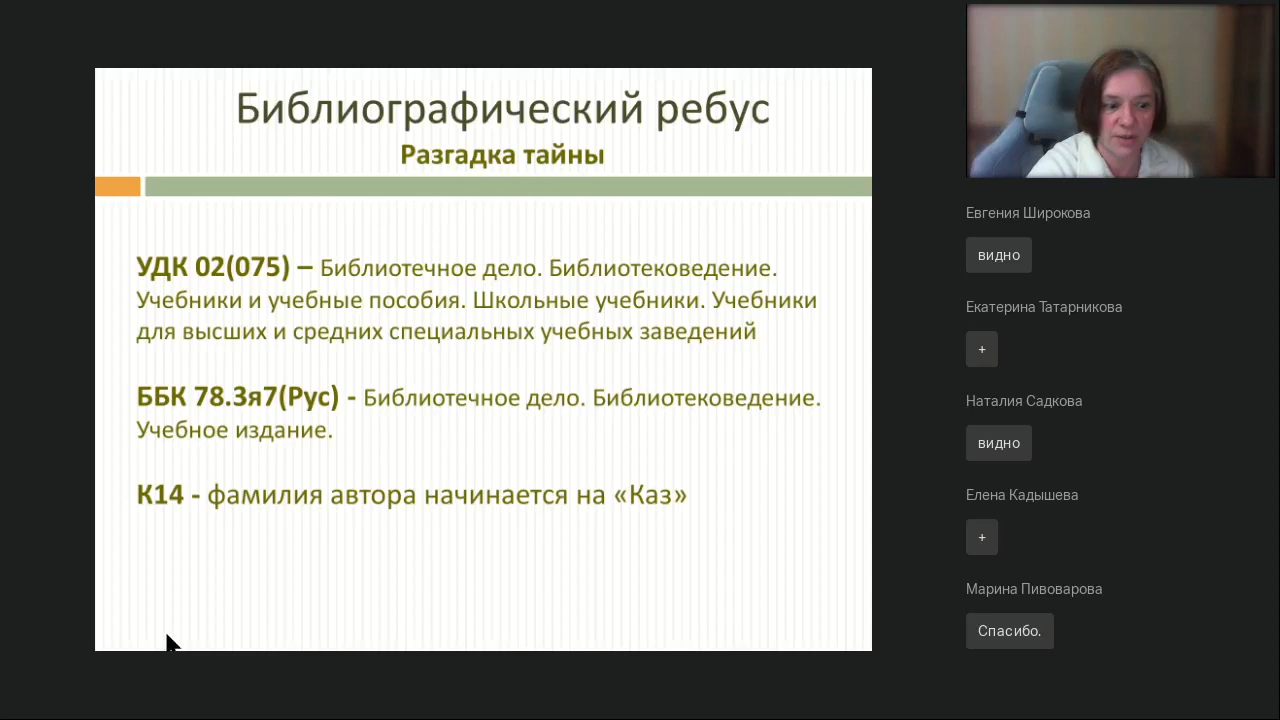 Библиографический ребус
Разгадка тайны
УДК 02(075) – Библиотечное дело. Библиотековедение.
Учебники и учебные пособия. Школьные учебники. Учебники
для высших и средних специальных учебных заведений
ББК 78.3я7(Рус) - Библиотечное дело. Библиотековедение.
Учебное издание.
К14 - фамилия автора начинается на «Каз»
Евгения Широкова
видно
Екатерина Татарникова
+
Наталия Садкова
видно
Елена Кадышева
+
Марина Пивоварова
Спасибо.